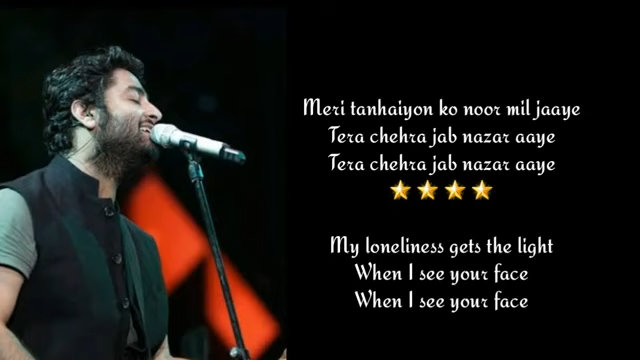 Meri tanhaiyon ko noor mil jaaye
Tera chehra jab nazar aaye
Tera chehra jab nazar aaye
My loneliness gets the light
When I see your face
When I see your face